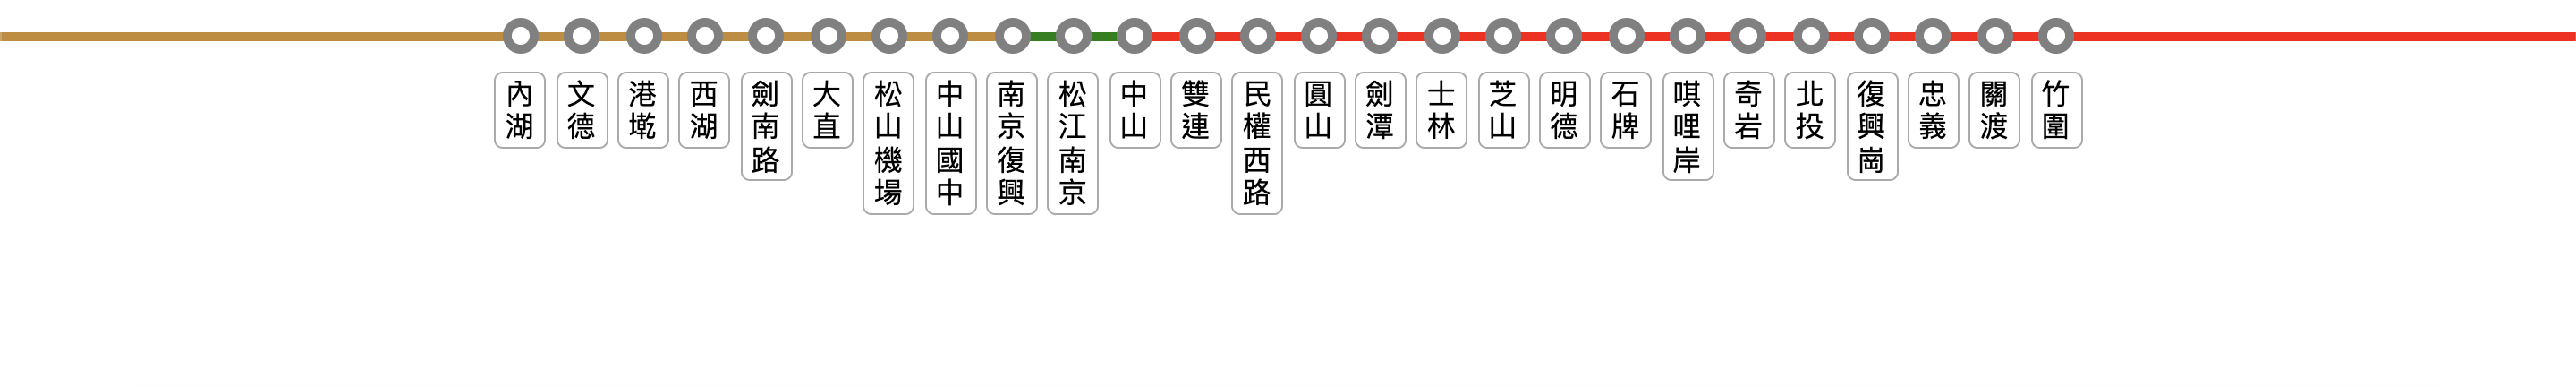 內湖
文德
港墘
西湖
劍南路
大直
松山機場
中山國中
南京復興
松江南京
中山
雙連
民權西路
圓山
劍潭
士林
芝山
明德
石牌
唭哩岸
奇岩
北投
復興崗
忠義
關渡
竹圍